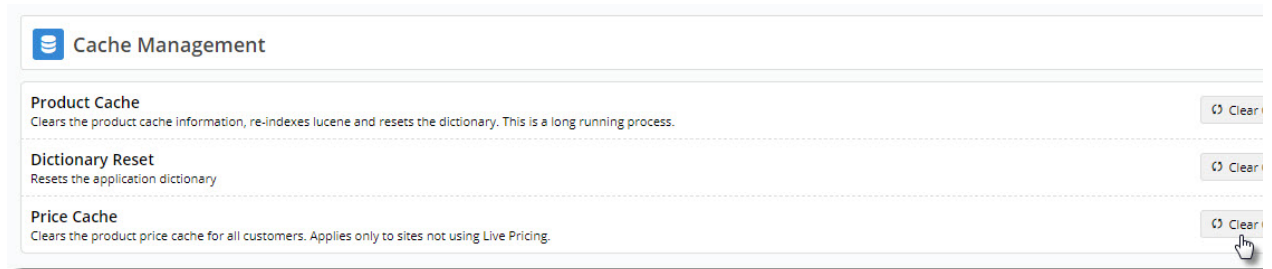 Cache Management
Product Cache
Clears the product cache information, re-indexes lucene and resets the dictionary. This is a long running process.
Clear
Dictionary Reset
Resets the application dictionary
Clear
Price Cache
Clears the product price cache for all customers. Applies only to sites not using Live Pricing.
Clear